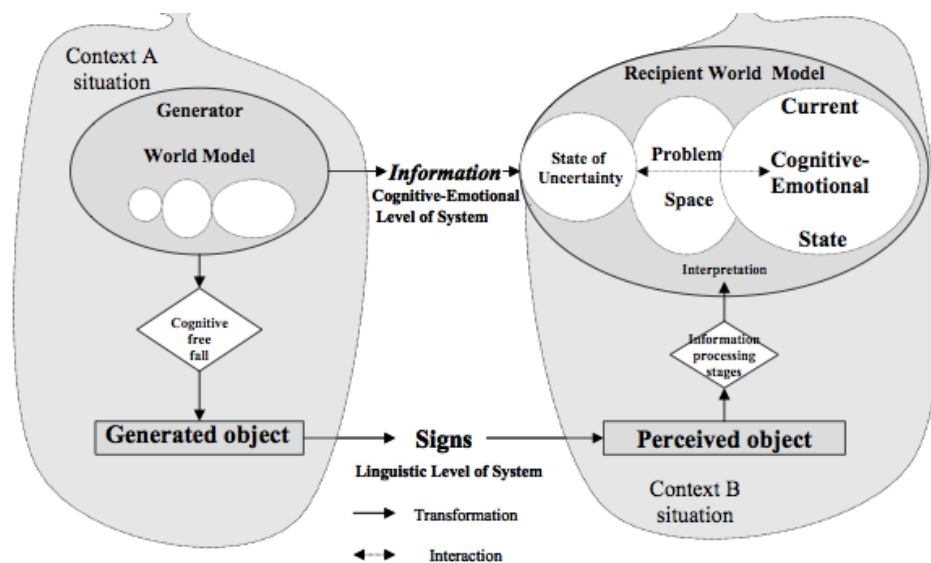 Context A
situation
Generator
World Model
Cognitive
free
fall
Generated object
Information
Cognitive-Emotional
Level of System
Signs
Linguistic Level of System
Transformation
Interaction
Recipient World Model
State of
Uncertainty
Problem
Space
Current
Cognitive-
Emotional
State
Interpretation
Information
processing
stages
Perceived object
Context B
situation